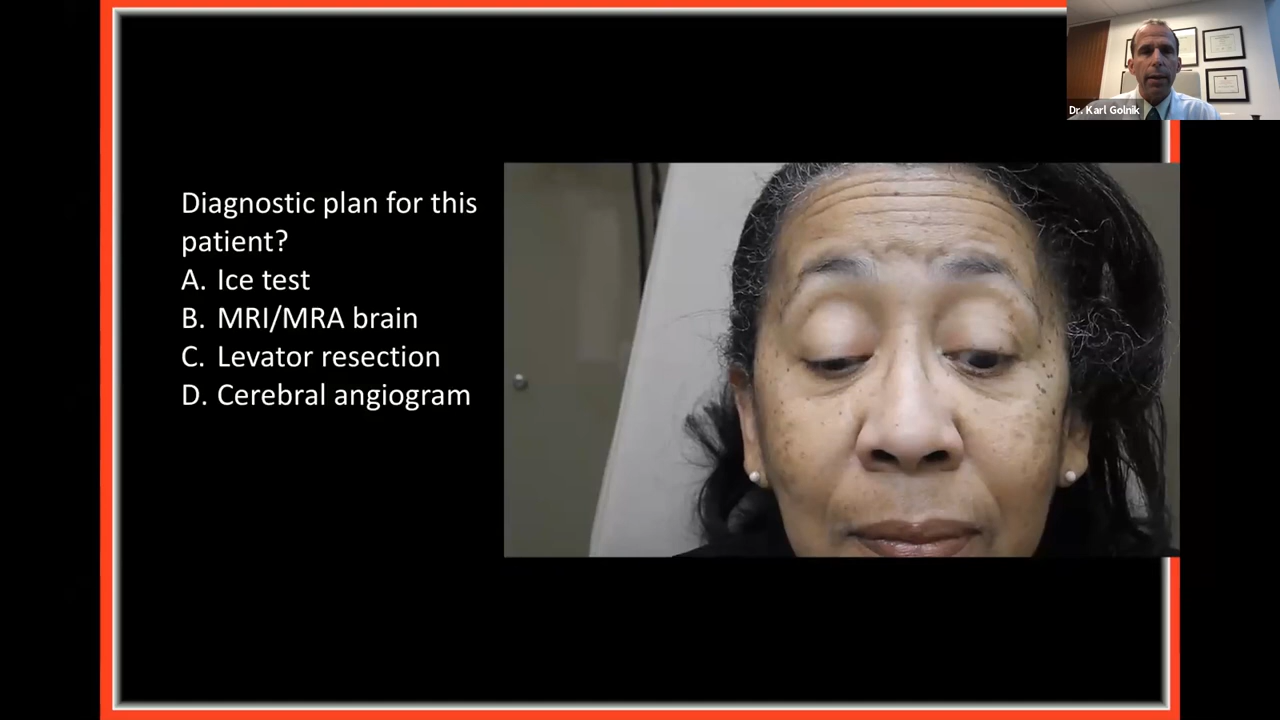 Dr. Karl Golnik
Diagnostic plan for this
patient?
A. Ice test
B. MRI/MRA brain
C. Levator resection
D. Cerebral angiogram